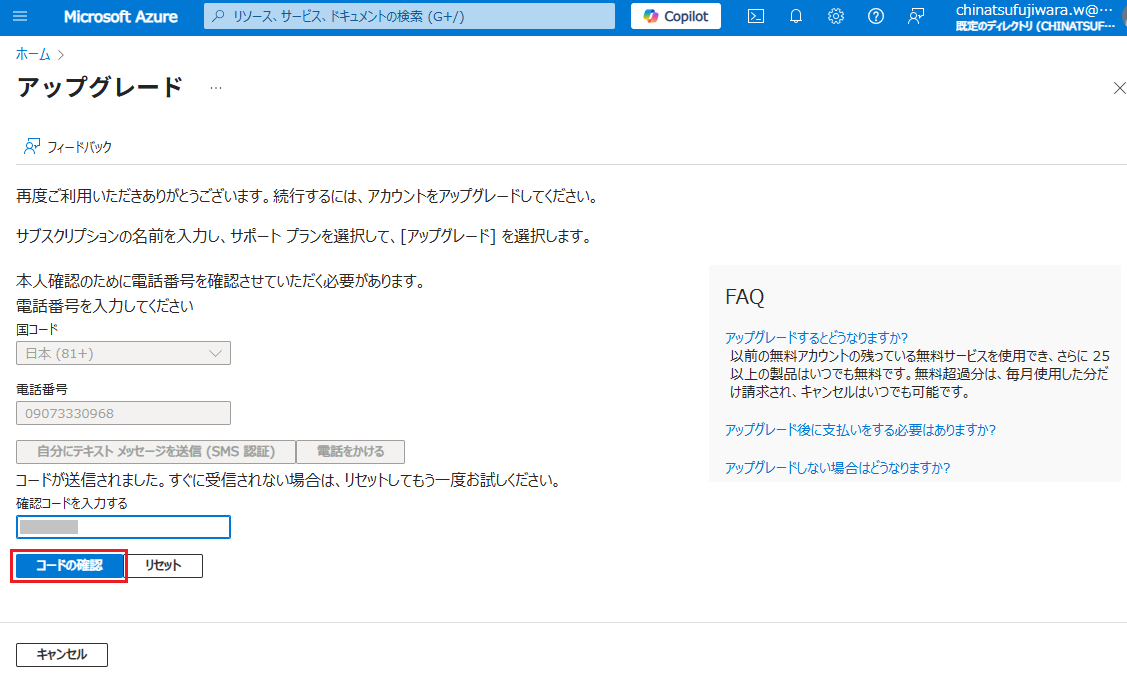 Microsoft Azure
リソース、サービス、ドキュメントの検索 (G+/)
Copilot
chinatsufujiwara.w@…
既定のディレクトリ (CHINATSUF…
ホーム
アップグレード
…
フィードバック
再度ご利用いただきありがとうございます。続行するには、アカウントをアップグレードしてください。
サブスクリプションの名前を入力し、サポート プランを選択して、[アップグレード] を選択します。
本人確認のために電話番号を確認させていただく必要があります。
電話番号を入力してください
国コード
日本 (81+)
電話番号
09073330968
自分にテキスト メッセージを送信 (SMS 認証)
電話をかける
コードが送信されました。すぐに受信されない場合は、リセットしてもう一度お試しください。
確認コードを入力する
コードの確認
リセット
キャンセル
FAQ
アップグレードするとどうなりますか?
以前の無料アカウントの残っている無料サービスを使用でき、さらに 25
以上の製品はいつでも無料です。無料超過分は、毎月使用した分だ
け請求され、キャンセルはいつでも可能です。
アップグレード後に支払いをする必要はありますか?
アップグレードしない場合はどうなりますか?